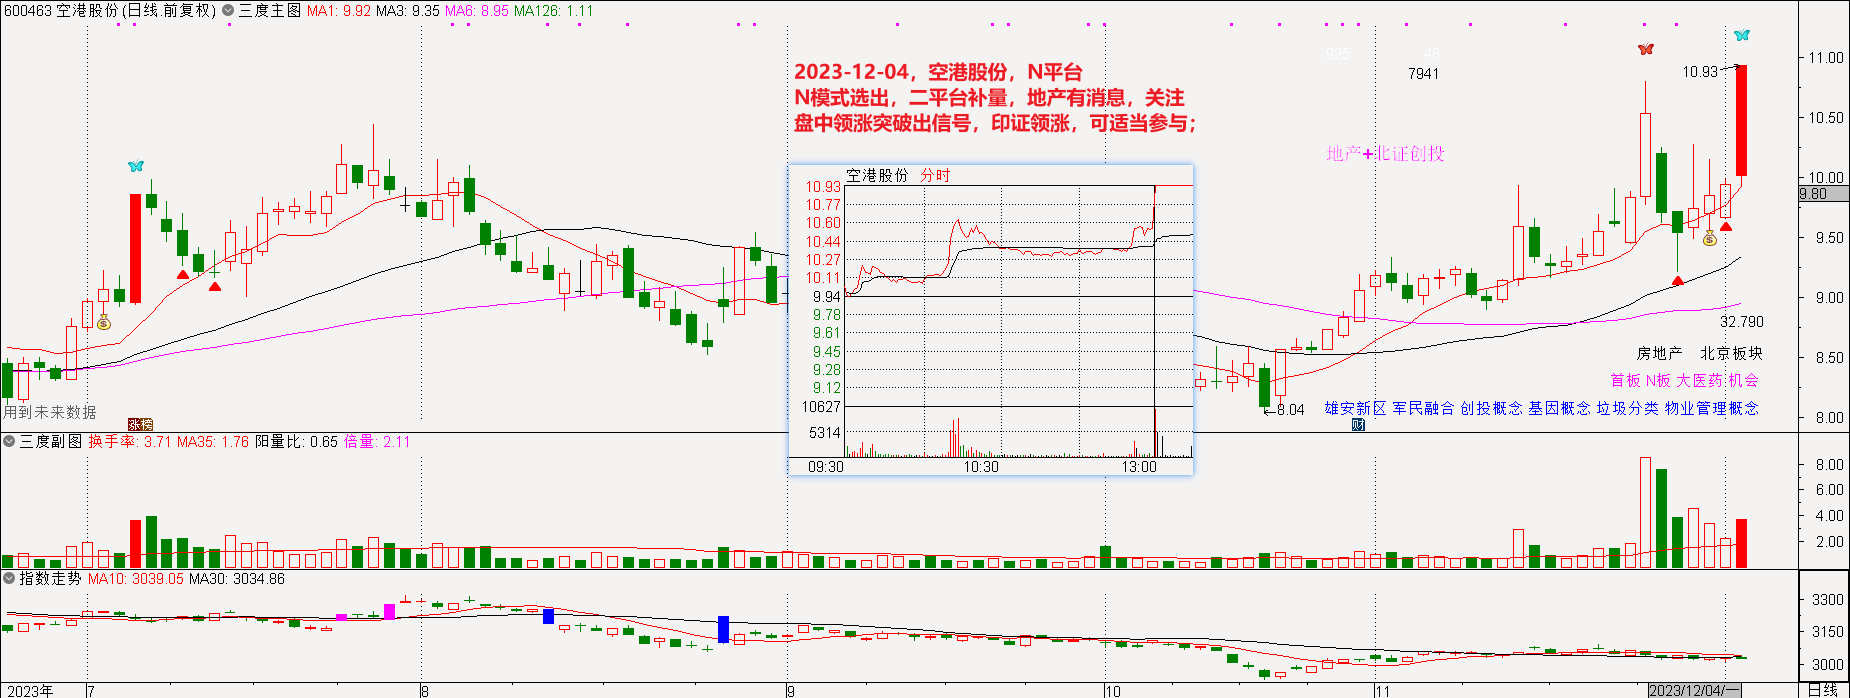 600463 空港股份(日线.前复权) 三度主图 MA1: 9.92 MA3: 9.35 MA6: 8.95 MA126: 1.11
925 46
7941
10.93
11.00
10.50
10.00
9.80
9.50
9.00
8.50
8.00
2023-12-04，空港股份，N平台
N模式选出，二平台补量，地产有消息，关注
盘中领涨突破出信号，印证领涨，可适当参与；
地产+北证创投
空港股份 分时
10.93
10.77
10.60
10.44
10.27
10.11
9.94
9.78
9.61
9.45
9.28
9.12
10627
5314
09:30 10:30 13:00
32.790
房地产 北京板块
首板 N板 大医药 机会
←8.04
雄安新区 军民融合 创投概念 基因概念 垃圾分类 物业管理概念
用到未来数据
涨榜
财
三度副图 换手率: 3.71 MA35: 1.76 阳量比: 0.65 倍量: 2.11
8.00
6.00
4.00
2.00
指数走势 MA10: 3039.05 MA30: 3034.86
3300
3150
3000
2023年 7 8 9 10 11 2023/12/04/一 日线